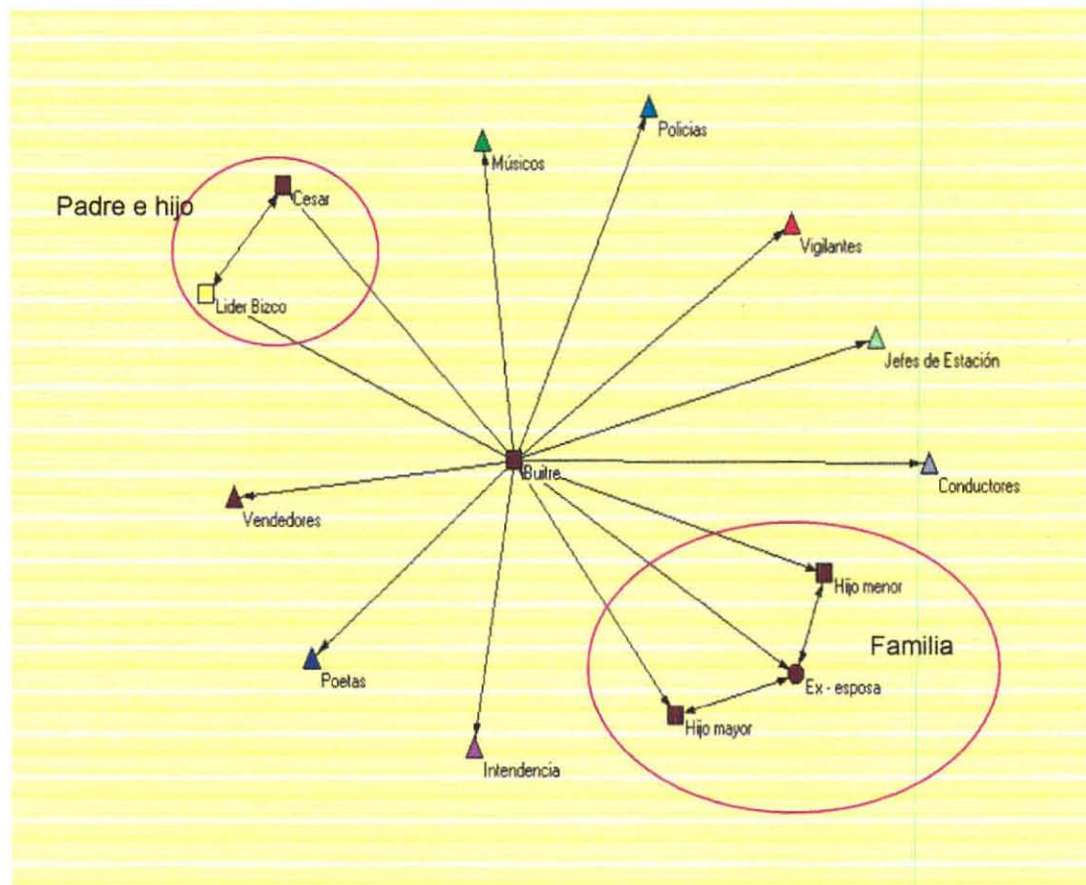 Policias
Músicos
Padre e hijo
Cesar
Vigilantes
Lider Bizco
Jefes de Estación
Buitre
Conductores
Vendedores
Hijo menor
Familia
Poetas
Ex - esposa
Hijo mayor
Intendencia